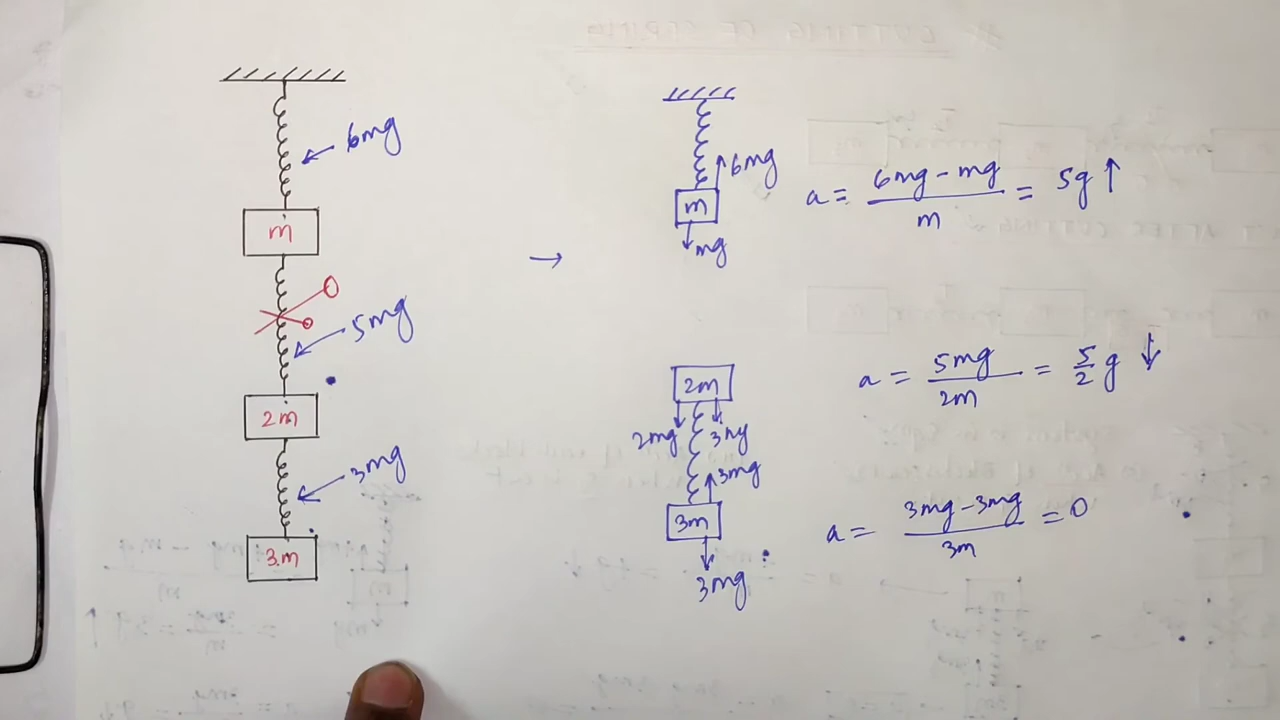 6mg
m
5mg
2m
3mg
3m
→
6mg
m
mg
a = 6mg - mg / m = 5g ↑
2m
2mg 3mg
a = 5mg / 2m = 5/2 g ↓
3mg
3m
3mg
a = 3mg - 3mg / 3m = 0